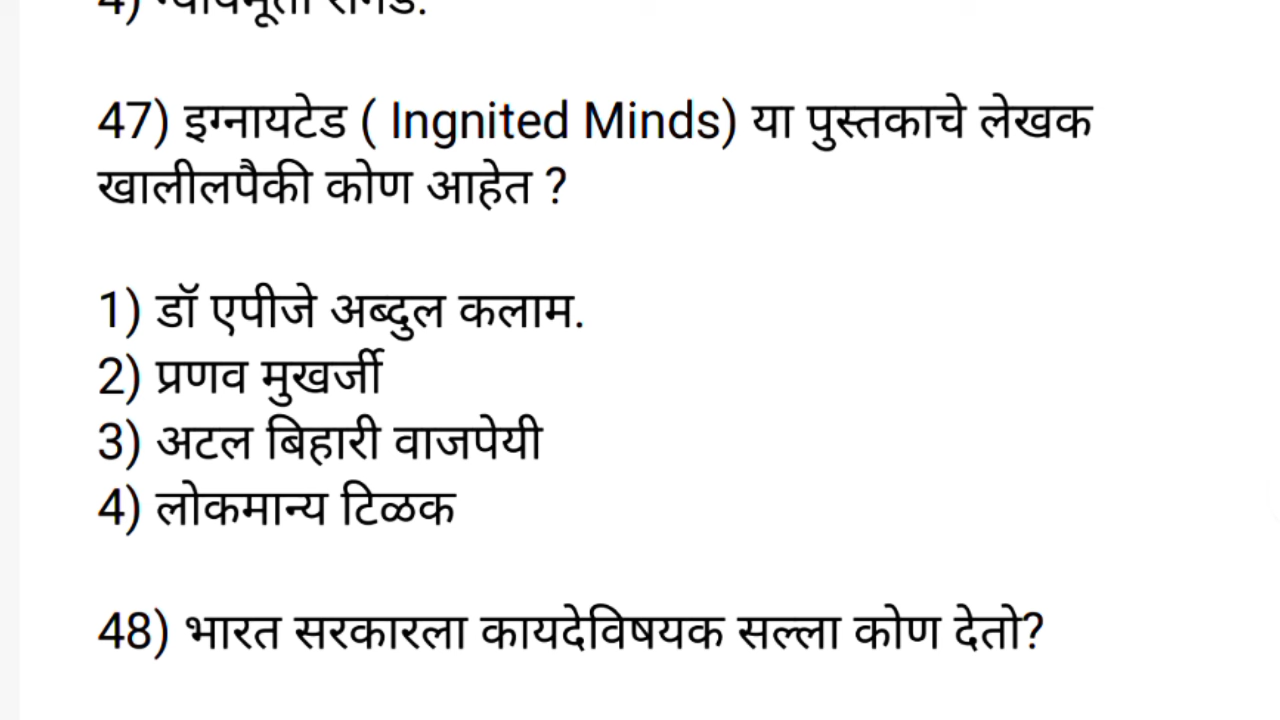 47) इग्नायटेड ( Ingnited Minds) या पुस्तकाचे लेखक
खालीलपैकी कोण आहेत ?
1) डॉ एपीजे अब्दुल कलाम.
2) प्रणव मुखर्जी
3) अटल बिहारी वाजपेयी
4) लोकमान्य टिळक
48) भारत सरकारला कायदेविषयक सल्ला कोण देतो?